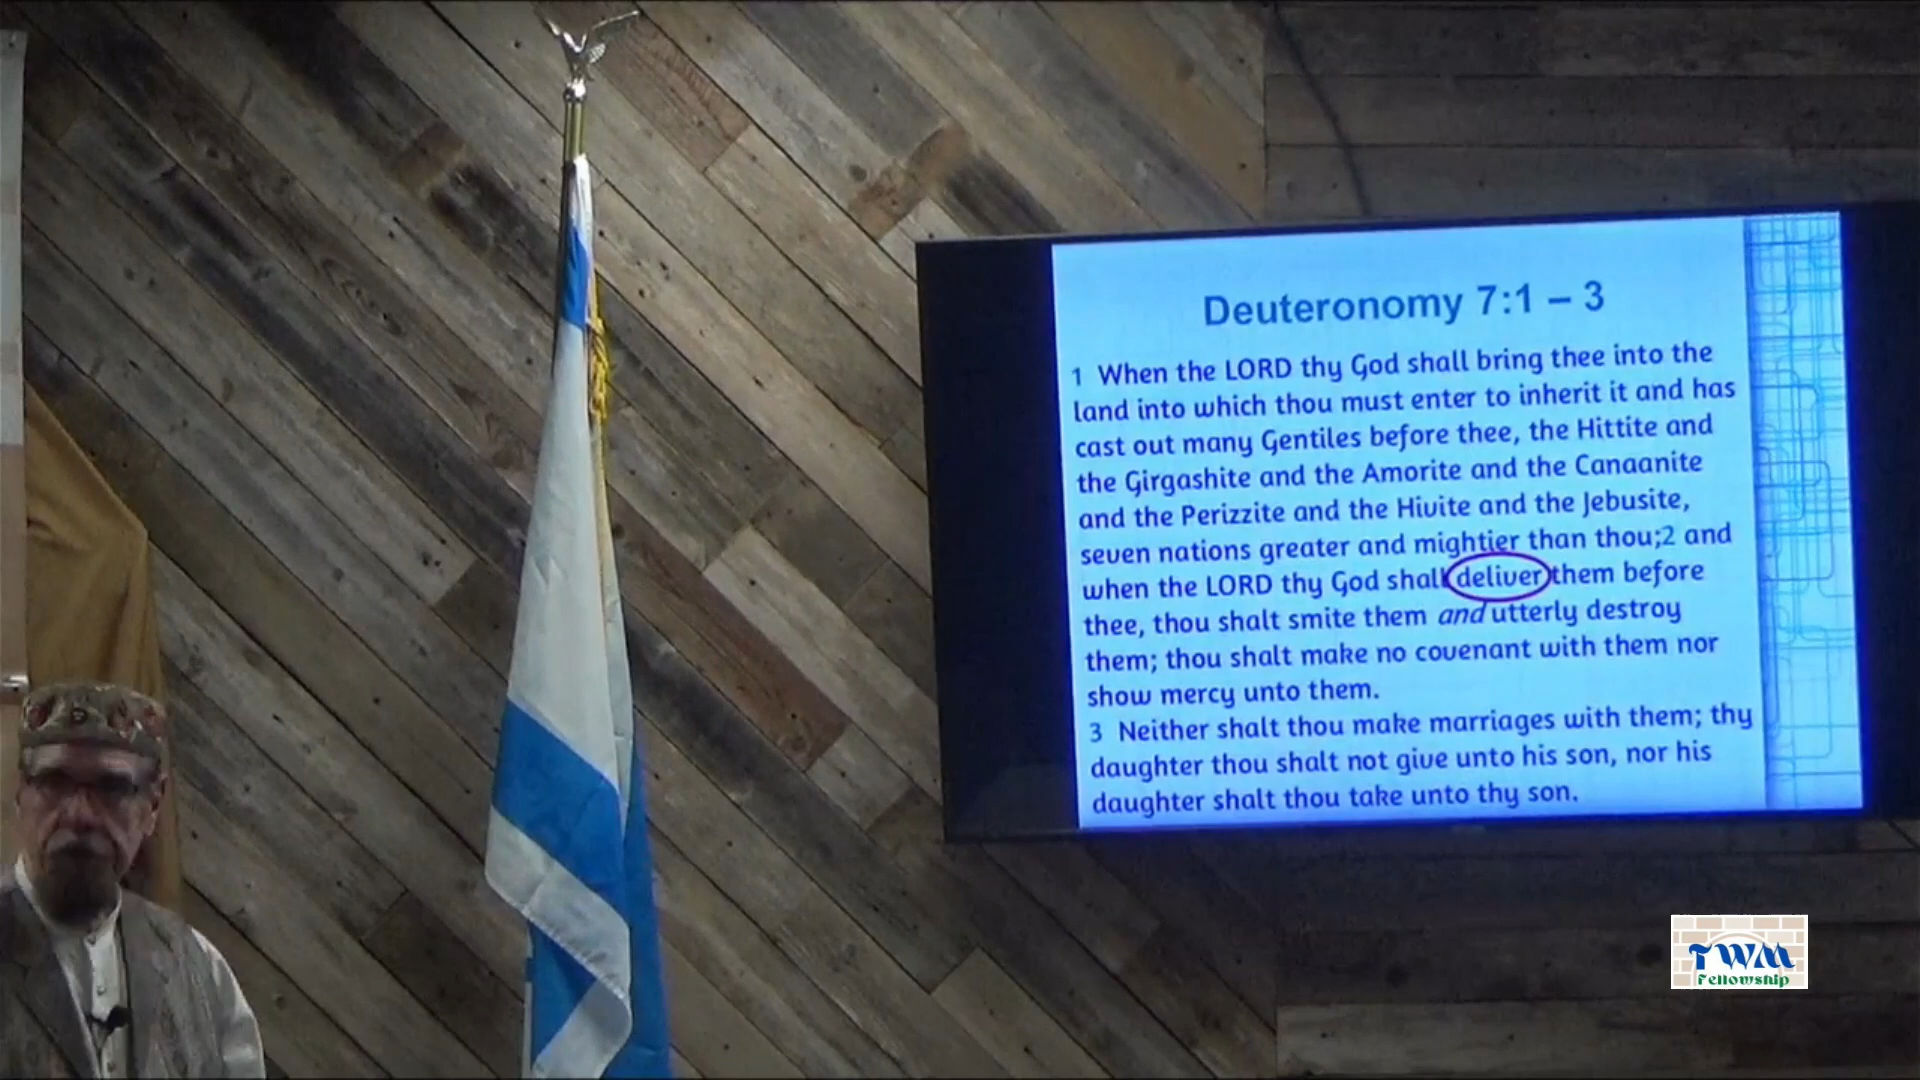 Deuteronomy 7:1 – 3
1 When the LORD thy God shall bring thee into the
land into which thou must enter to inherit it and has
cast out many Gentiles before thee, the Hittite and
the Girgashite and the Amorite and the Canaanite
and the Perizzite and the Hivite and the Jebusite,
seven nations greater and mightier than thou;2 and
when the LORD thy God shall deliver them before
thee, thou shalt smite them and utterly destroy
them; thou shalt make no covenant with them nor
show mercy unto them.
3 Neither shalt thou make marriages with them; thy
daughter thou shalt not give unto his son, nor his
daughter shalt thou take unto thy son.
TWM
Fellowship